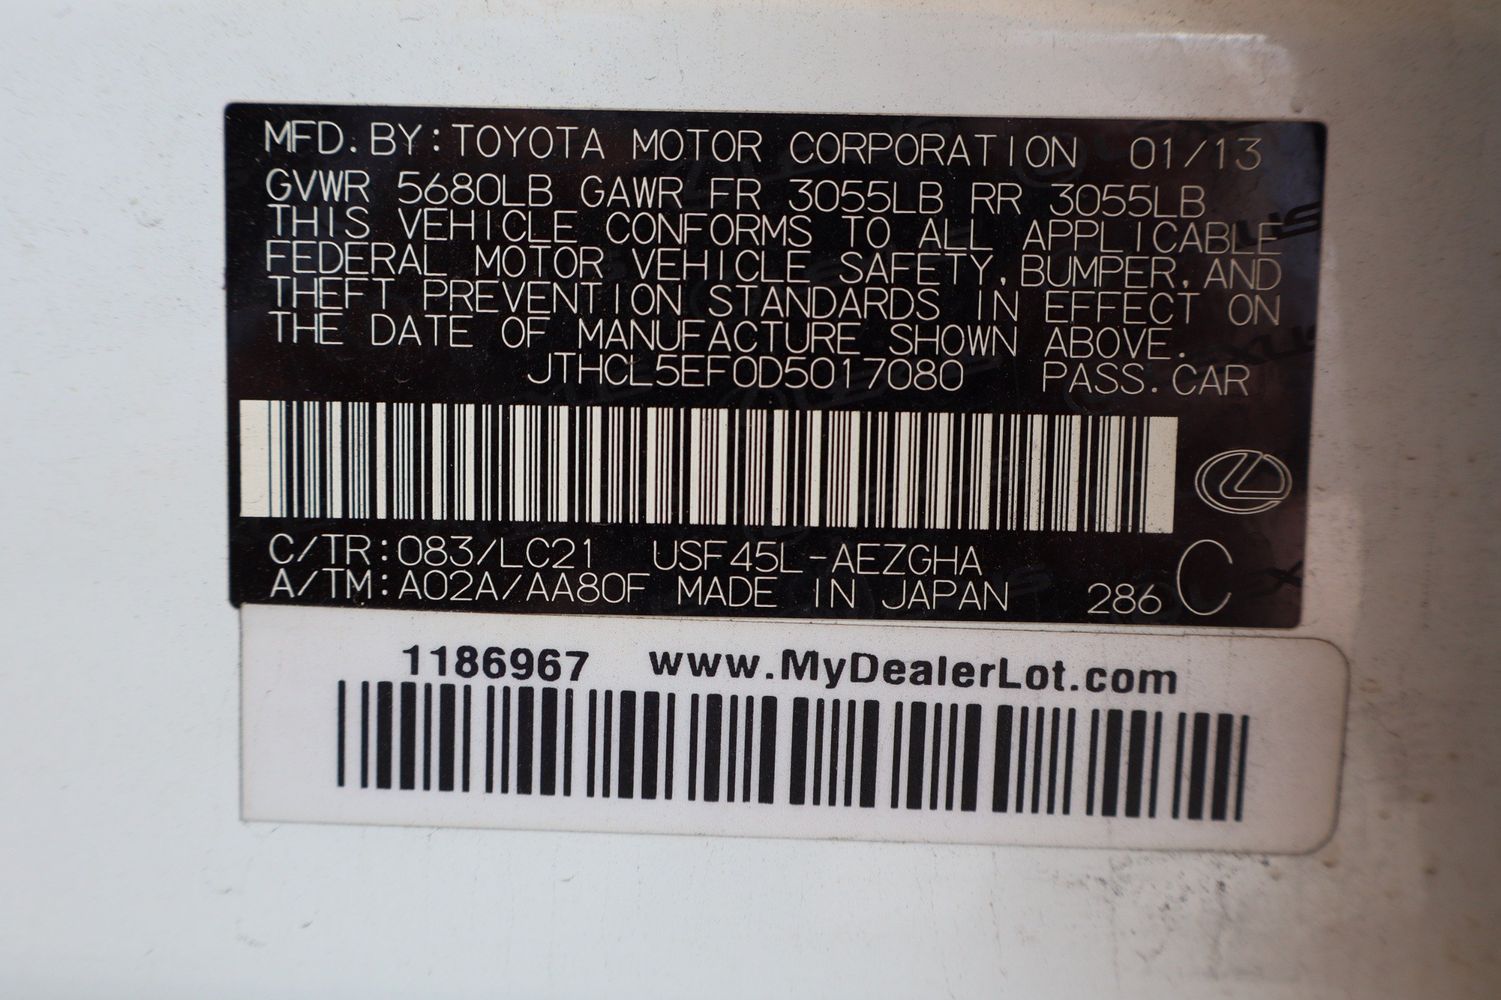 MFD. BY: TOYOTA MOTOR CORPORATION 01/13
GVWR 5680LB GAWR FR 3055LB RR 3055LB
THIS VEHICLE CONFORMS TO ALL APPLICABLE
FEDERAL MOTOR VEHICLE SAFETY, BUMPER, AND
THEFT PREVENTION STANDARDS IN EFFECT ON
THE DATE OF MANUFACTURE SHOWN ABOVE.
JTHCL5EF0D5017080 PASS. CAR
C/TR: 083/LC21 USF45L-AEZGHA
A/TM: A02A/AA80F MADE IN JAPAN 286 C
1186967 www.MyDealerLot.com